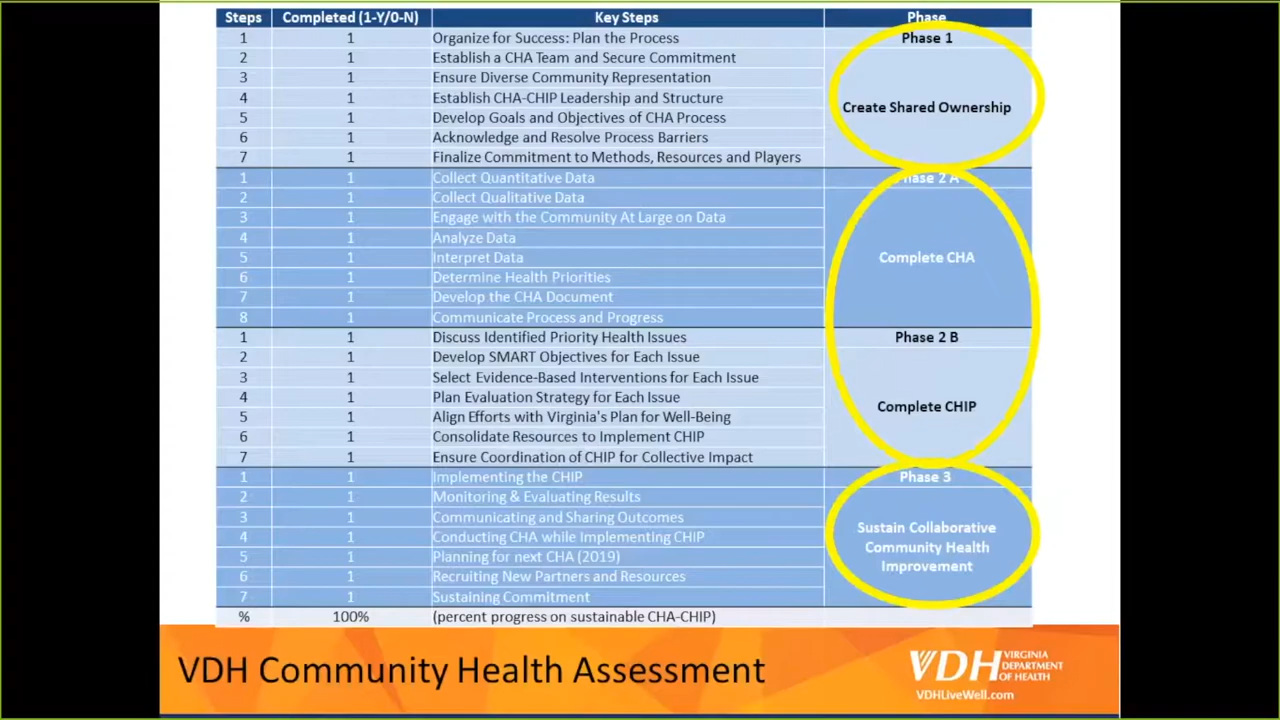 Steps Completed (1-Y/0-N) Key Steps Phase
1 1 Organize for Success: Plan the Process Phase 1
2 1 Establish a CHA Team and Secure Commitment
3 1 Ensure Diverse Community Representation
4 1 Establish CHA-CHIP Leadership and Structure Create Shared Ownership
5 1 Develop Goals and Objectives of CHA Process
6 1 Acknowledge and Resolve Process Barriers
7 1 Finalize Commitment to Methods, Resources and Players
1 1 Collect Quantitative Data Phase 2 A
2 1 Collect Qualitative Data
3 1 Engage with the Community At Large on Data
4 1 Analyze Data
5 1 Interpret Data Complete CHA
6 1 Determine Health Priorities
7 1 Develop the CHA Document
8 1 Communicate Process and Progress
1 1 Discuss Identified Priority Health Issues Phase 2 B
2 1 Develop SMART Objectives for Each Issue
3 1 Select Evidence-Based Interventions for Each Issue
4 1 Plan Evaluation Strategy for Each Issue Complete CHIP
5 1 Align Efforts with Virginia's Plan for Well-Being
6 1 Consolidate Resources to Implement CHIP
7 1 Ensure Coordination of CHIP for Collective Impact
1 1 Implementing the CHIP Phase 3
2 1 Monitoring & Evaluating Results
3 1 Communicating and Sharing Outcomes Sustain Collaborative
4 1 Conducting CHA while Implementing CHIP Community Health
5 1 Planning for next CHA (2019) Improvement
6 1 Recruiting New Partners and Resources
7 1 Sustaining Commitment
% 100% (percent progress on sustainable CHA-CHIP)
VDH Community Health Assessment
VDH VIRGINIA
DEPARTMENT
OF HEALTH
VDHLiveWell.com